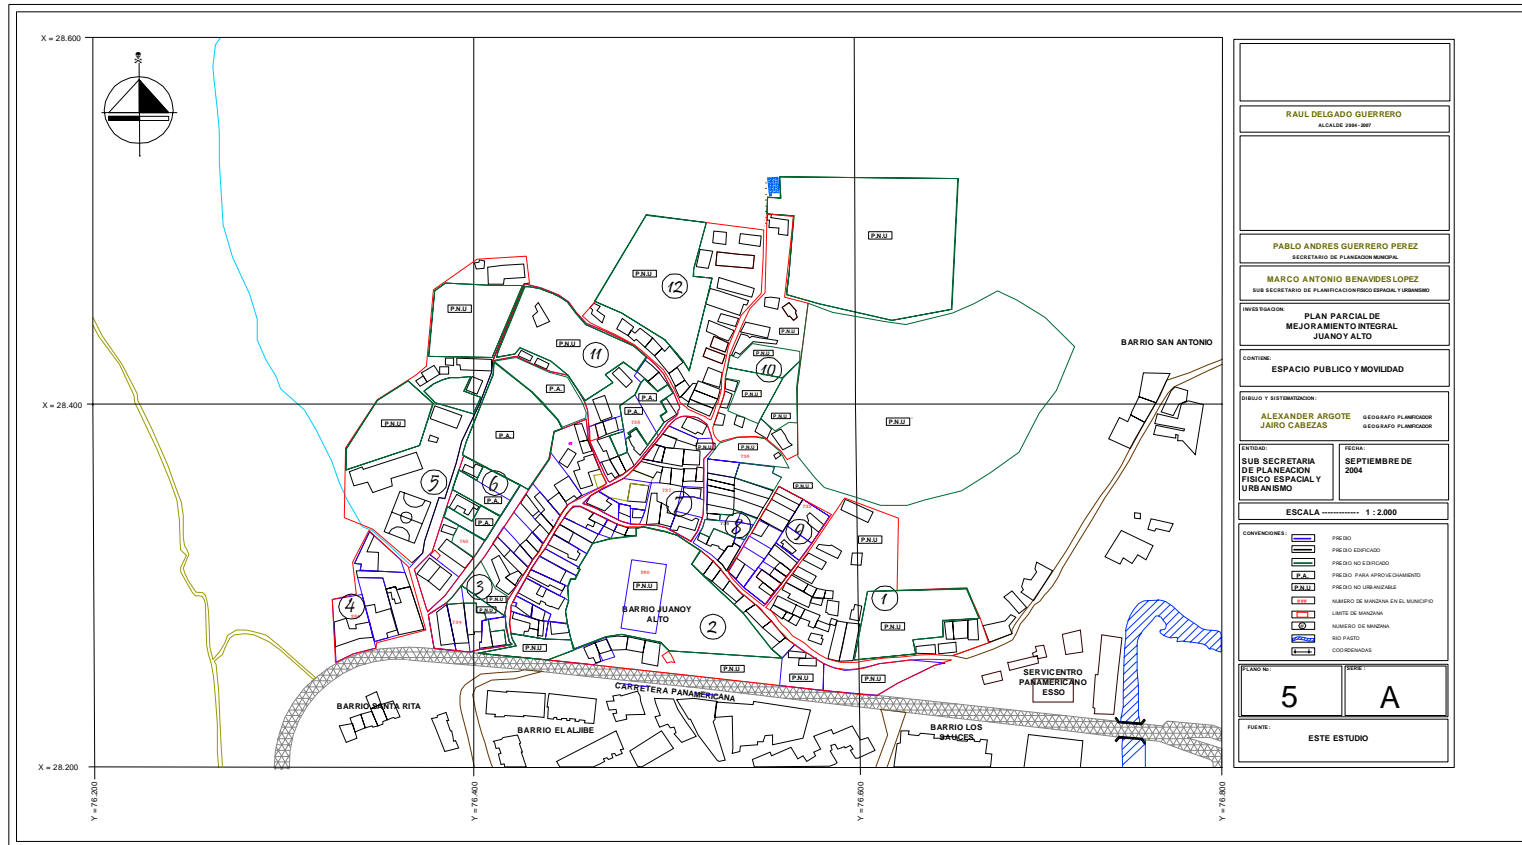 X = 28.600
X = 28.400
X = 28.200
Y = 76.200
Y = 76.400
Y = 76.600
Y = 76.800
P.N.U
P.N.U
12
P.N.U
P.N.U
P.N.U
11
P.N.U
10
P.A.
P.A.
P.N.U
P.A.
P.N.U
P.N.U
P.N.U
P.A.
P.N.U
P.N.U
5
6
P.N.U
P.A.
7
P.A.
8
9
P.N.U
3
P.N.U
P.N.U
4
P.N.U
1
2
P.N.U
P.N.U
P.N.U
P.N.U
P.N.U
BARRIO SAN ANTONIO
BARRIO JUANOY
ALTO
CARRETERA PANAMERICANA
BARRIO SANTA RITA
BARRIO EL ALJIBE
BARRIO LOS
SAUCES
SERVICENTRO
PANAMERICANO
ESSO
RAUL DELGADO GUERRERO
ALCALDE 2004 - 2007
PABLO ANDRES GUERRERO PEREZ
SECRETARIO DE PLANEACION MUNICIPAL
MARCO ANTONIO BENAVIDES LOPEZ
SUB SECRETARIO DE PLANIFICACION FISICO ESPACIAL Y URBANISMO
INVESTIGACION:
PLAN PARCIAL DE
MEJORAMIENTO INTEGRAL
JUANOY ALTO
CONTIENE:
ESPACIO PUBLICO Y MOVILIDAD
DIBUJO Y SISTEMATIZACION:
ALEXANDER ARGOTE GEOGRAFO PLANIFICADOR
JAIRO CABEZAS GEOGRAFO PLANIFICADOR
ENTIDAD:
SUB SECRETARIA
DE PLANEACION
FISICO ESPACIAL Y
URBANISMO
FECHA:
SEPTIEMBRE DE
2004
ESCALA ------------- 1 : 2.000
CONVENCIONES:
PREDIO
PREDIO EDIFICADO
PREDIO NO EDIFICADO
P.A. PREDIO PARA APROVECHAMIENTO
P.N.U PREDIO NO URBANIZABLE
### NUMERO DE MANZANA EN EL MUNICIPIO
LIMITE DE MANZANA
NUMERO DE MANZANA
RIO PASTO
COORDENADAS
PLANO No:
5
SERIE:
A
FUENTE:
ESTE ESTUDIO